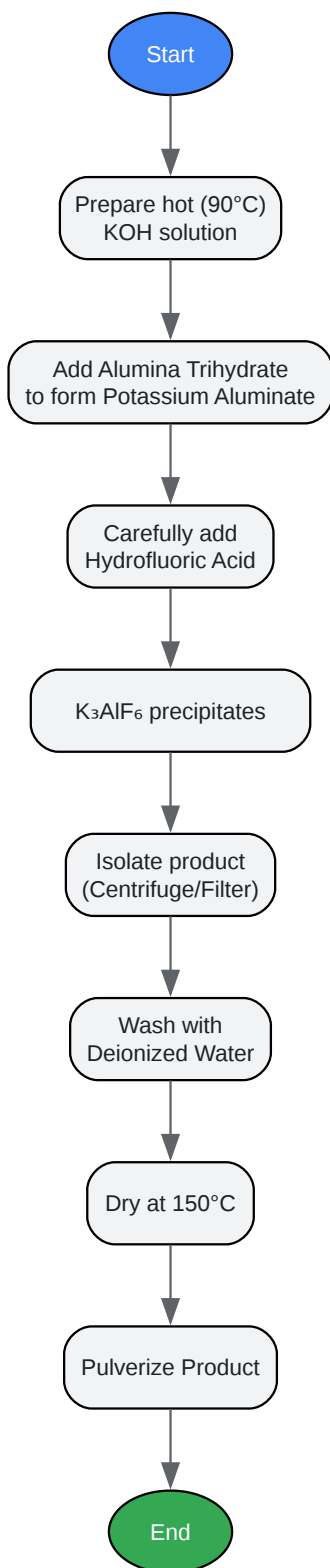 Start
Prepare hot (90°C)
KOH solution
Add Alumina Trihydrate
to form Potassium Aluminate
Carefully add
Hydrofluoric Acid
K₃AlF₆ precipitates
Isolate product
(Centrifuge/Filter)
Wash with
Deionized Water
Dry at 150°C
Pulverize Product
End